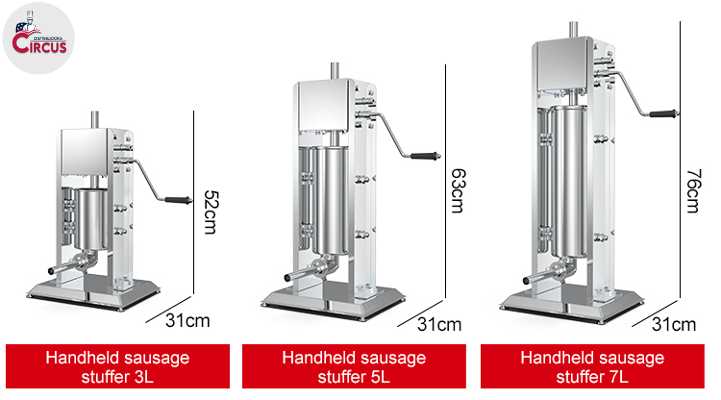 DISTRIBUIDORA
CIRCUS
52cm
31cm
63cm
31cm
76cm
31cm
Handheld sausage
stuffer 3L
Handheld sausage
stuffer 5L
Handheld sausage
stuffer 7L